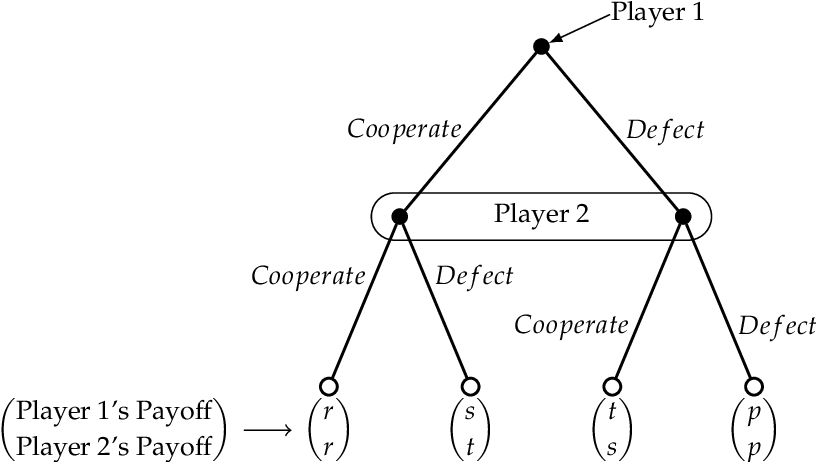 Player 1
Cooperate Defect
Player 2
Cooperate Defect
Cooperate Defect
(Player 1's Payoff) ⟶ (r) (s) (t) (p)
(Player 2's Payoff) (r) (t) (s) (p)